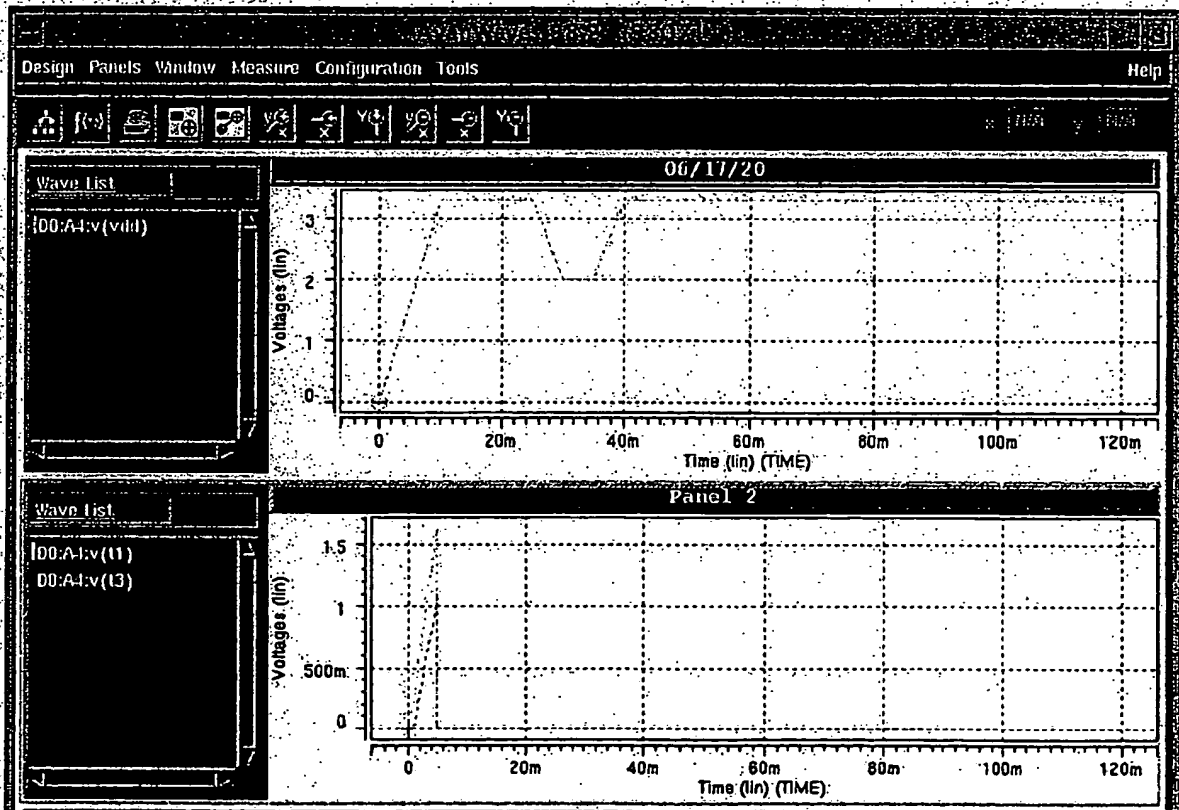 Design Panels Window Measure Configuration Tools Help
Wave List
D0:A4:v(vdd)
06/17/20
Voltages (lin)
3
2
1
0
0 20m 40m 60m 80m 100m 120m
Time (lin) (TIME)
Wave List
D0:A4:v(t1)
D0:A4:v(t3)
Panel 2
Voltages (lin)
1.5
1
500m
0
0 20m 40m 60m 80m 100m 120m
Time (lin) (TIME)